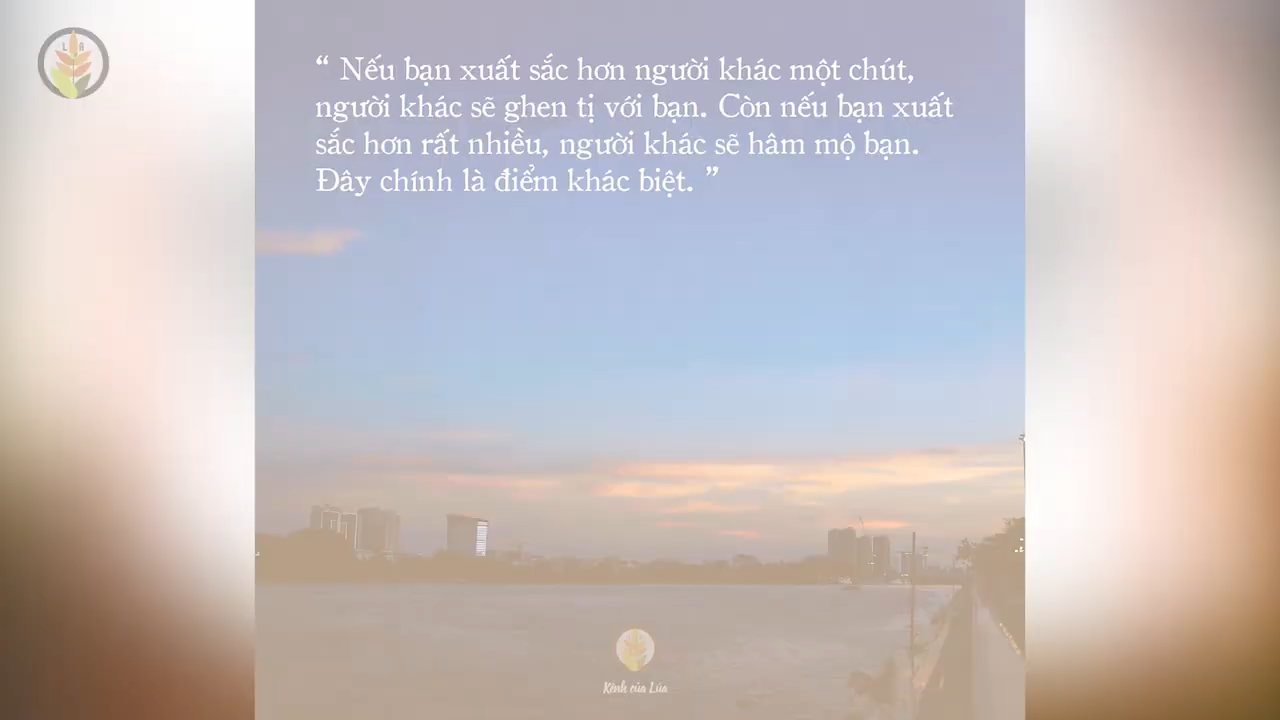 L A
“ Nếu bạn xuất sắc hơn người khác một chút,
người khác sẽ ghen tị với bạn. Còn nếu bạn xuất
sắc hơn rất nhiều, người khác sẽ hâm mộ bạn.
Đây chính là điểm khác biệt. ”
Kênh của Lúa